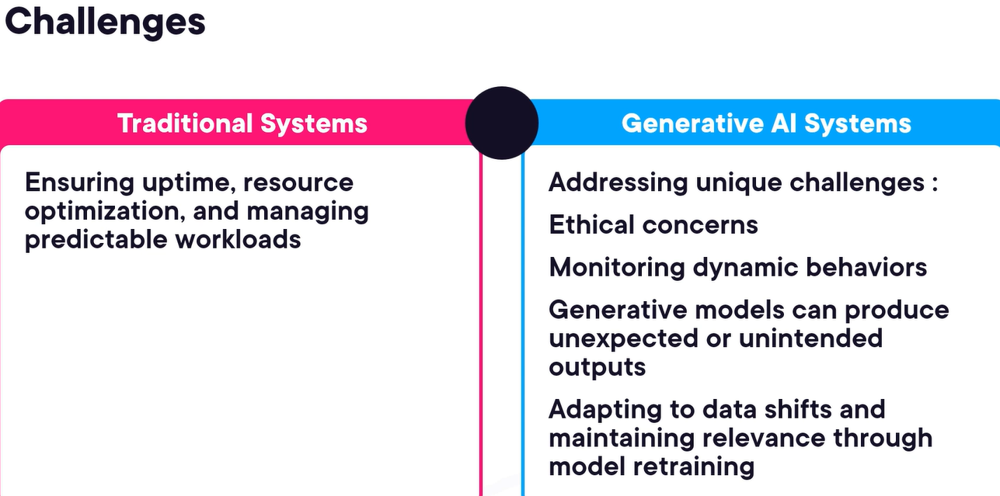 Challenges
Traditional Systems
Ensuring uptime, resource
optimization, and managing
predictable workloads
Generative AI Systems
Addressing unique challenges :
Ethical concerns
Monitoring dynamic behaviors
Generative models can produce
unexpected or unintended
outputs
Adapting to data shifts and
maintaining relevance through
model retraining